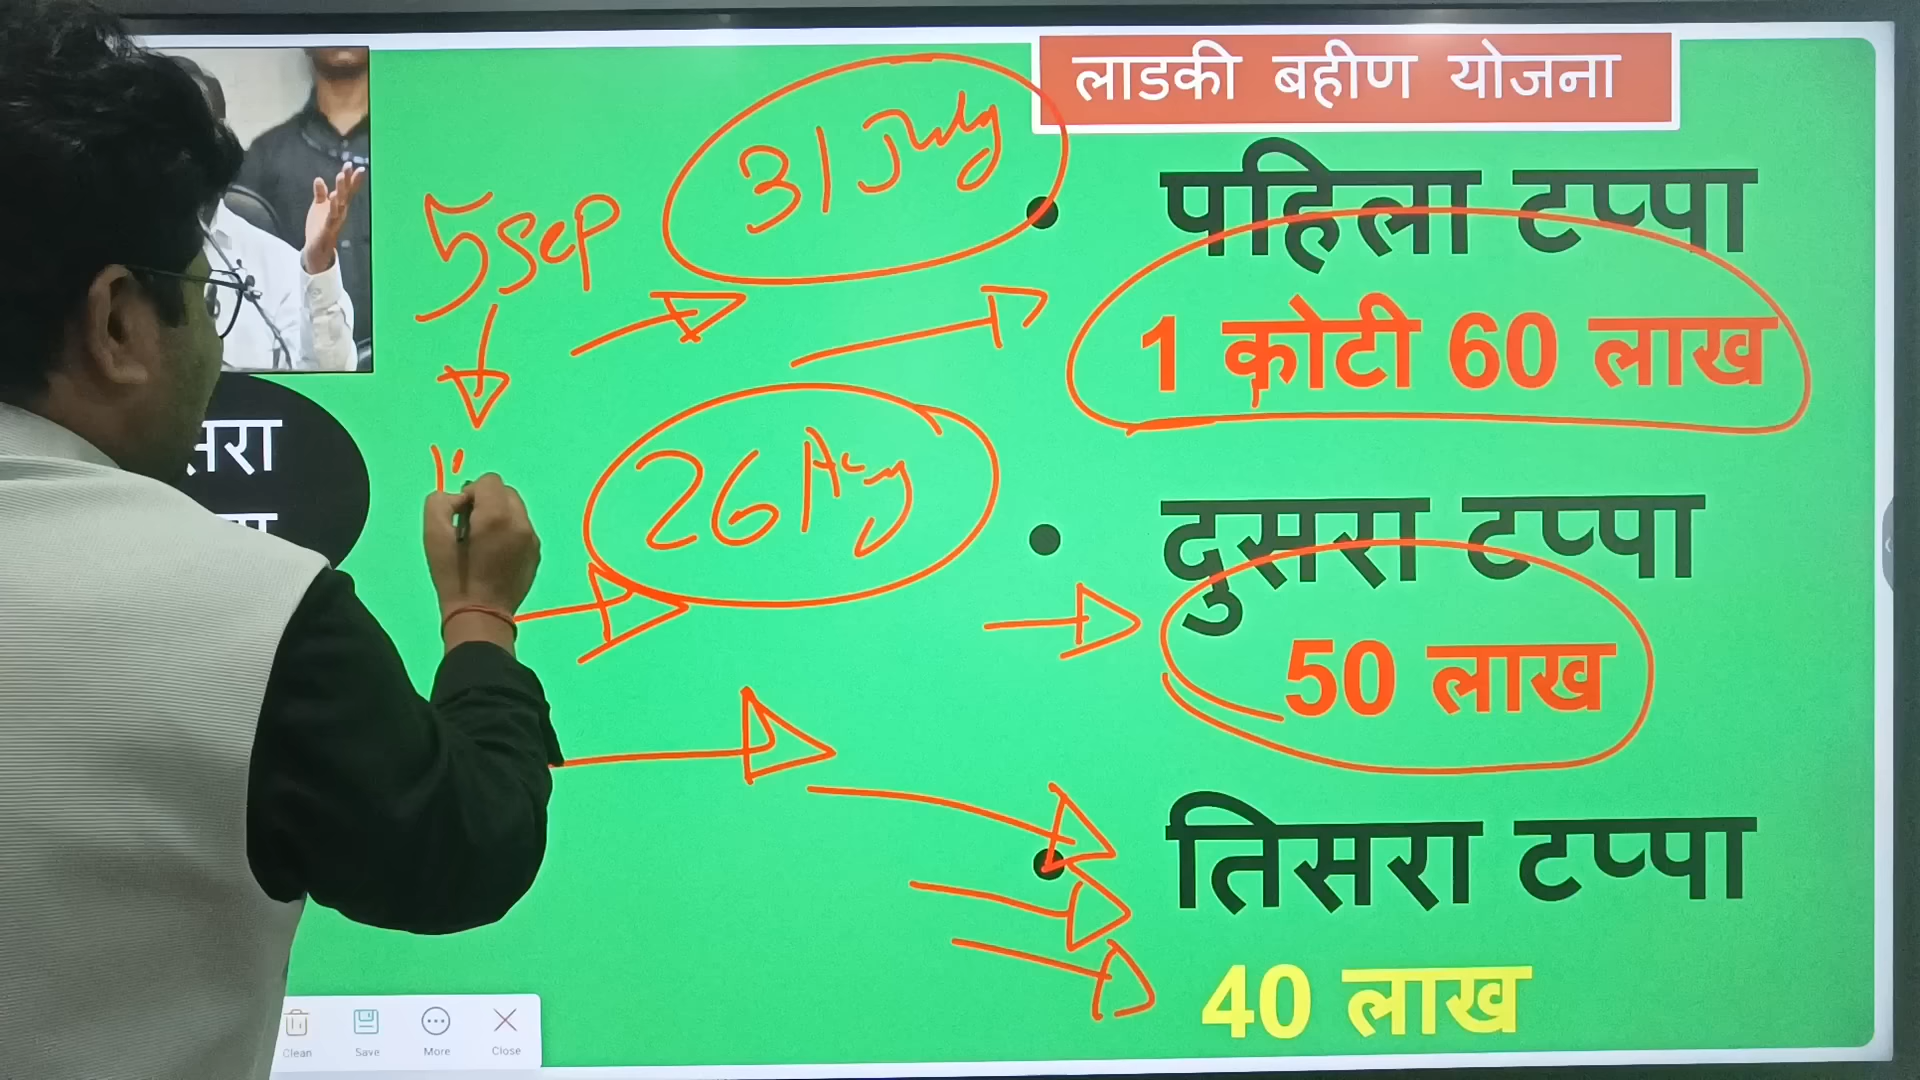 लाडकी बहीण योजना
31 July
5 Sep
पहिला टप्पा
1 कोटी 60 लाख
26 Aug
दुसरा टप्पा
50 लाख
तिसरा टप्पा
40 लाख
Clean Save More Close